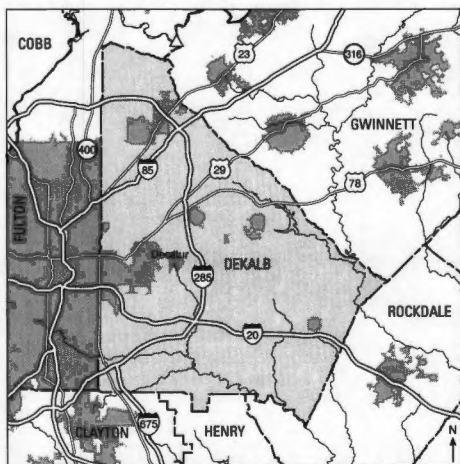 COBB
23
316
GWINNETT
400
85
29
78
FULTON
Decatur
DEKALB
285
ROCKDALE
20
675
CLAYTON
HENRY
N